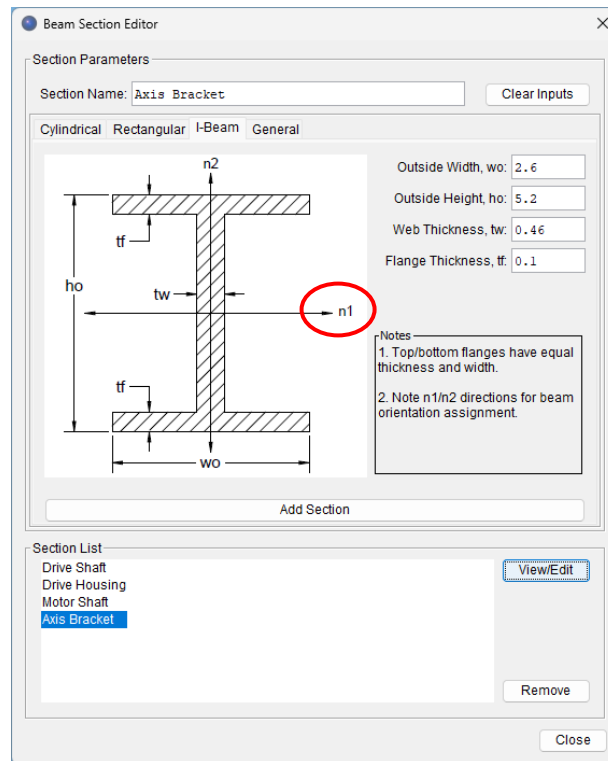 Beam Section Editor
Section Parameters
Section Name: Axis Bracket
Clear Inputs
Cylindrical Rectangular I-Beam General
n2
tf
ho
tw
n1
tf
wo
Outside Width, wo: 2.6
Outside Height, ho: 5.2
Web Thickness, tw: 0.46
Flange Thickness, tf: 0.1
Notes
1. Top/bottom flanges have equal
thickness and width.
2. Note n1/n2 directions for beam
orientation assignment.
Add Section
Section List
Drive Shaft
Drive Housing
Motor Shaft
Axis Bracket
View/Edit
Remove
Close